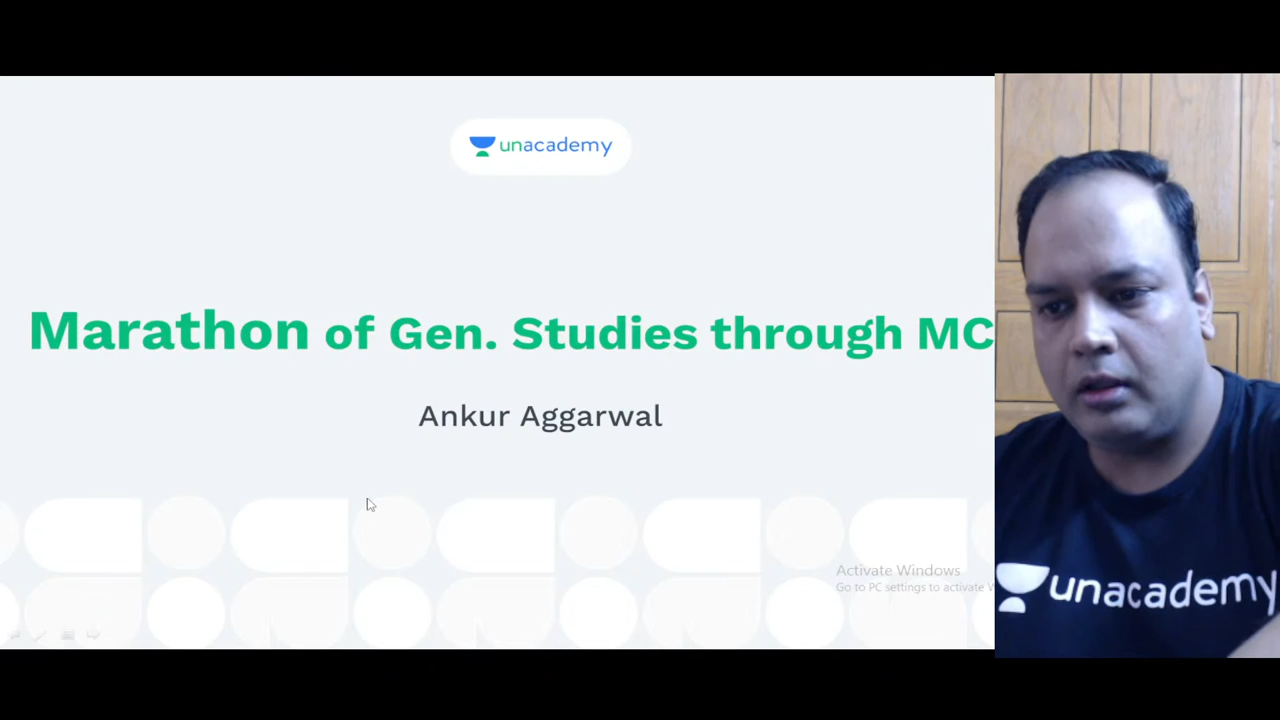 unacademy
Marathon of Gen. Studies through MC
Ankur Aggarwal
Activate Windows
Go to PC settings to activate W
unacademy